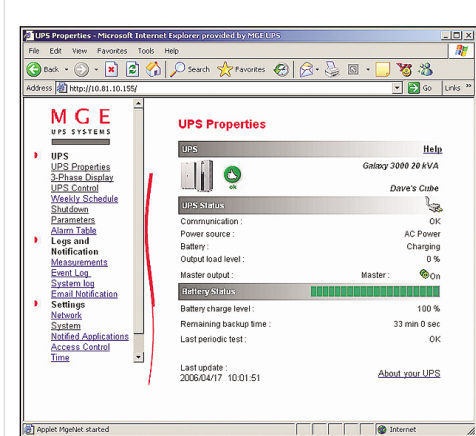 UPS Properties - Microsoft Internet Explorer provided by MGE UPS
File Edit View Favorites Tools Help
Back Search Favorites
Address http://10.81.10.155/ Go Links »
MGE
UPS SYSTEMS
UPS
UPS Properties
3-Phase Display
UPS Control
Weekly Schedule
Shutdown
Parameters
Alarm Table
Logs and
Notification
Measurements
Event Log
System log
Email Notification
Settings
Network
System
Notified Applications
Access Control
Time
UPS Properties
UPS Help
ok
Galaxy 3000 20 kVA
Dave's Cube
UPS Status
Communication : OK
Power source : AC Power
Battery : Charging
Output load level : 0 %
Master output : Master : On
Battery Status
Battery charge level : 100 %
Remaining backup time : 33 min 0 sec
Last periodic test : OK
Last update :
2006/04/17 10:01:51
About your UPS
Applet MgeNet started Internet